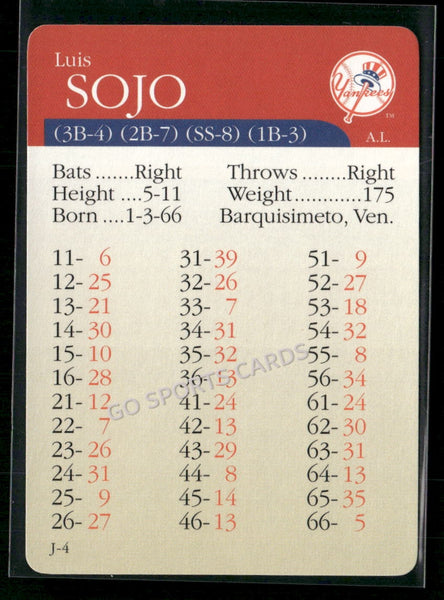 Luis
SOJO
Yankees
TM
(3B-4) (2B-7) (SS-8) (1B-3)
A.L.
Bats .......Right Throws .......Right
Height ....5-11 Weight............175
Born ....1-3-66 Barquisimeto, Ven.
11- 6 31-39 51- 9
12-25 32-26 52-27
13-21 33- 7 53-18
14-30 34-31 54-32
15-10 35-32 55- 8
16-28 36-13 56-34
21-12 41-24 61-24
22- 7 42-13 62-30
23-26 43-29 63-31
24-31 44- 8 64-13
25- 9 45-14 65-35
26-27 46-13 66- 5
J-4
GO SPORTS CARDS